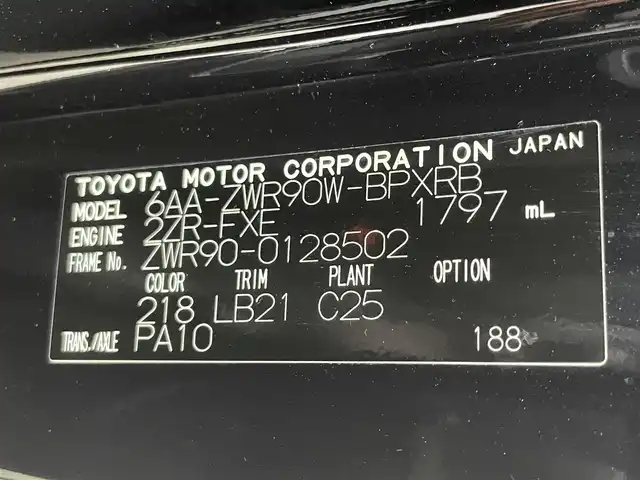 TOYOTA MOTOR CORPORATION JAPAN
MODEL 6AA-ZWR90W-BPXRB
ENGINE 2ZR-FXE 1797 mL
FRAME No. ZWR90-0128502
COLOR TRIM PLANT OPTION
218 LB21 C25
TRANS./AXLE PA10 188